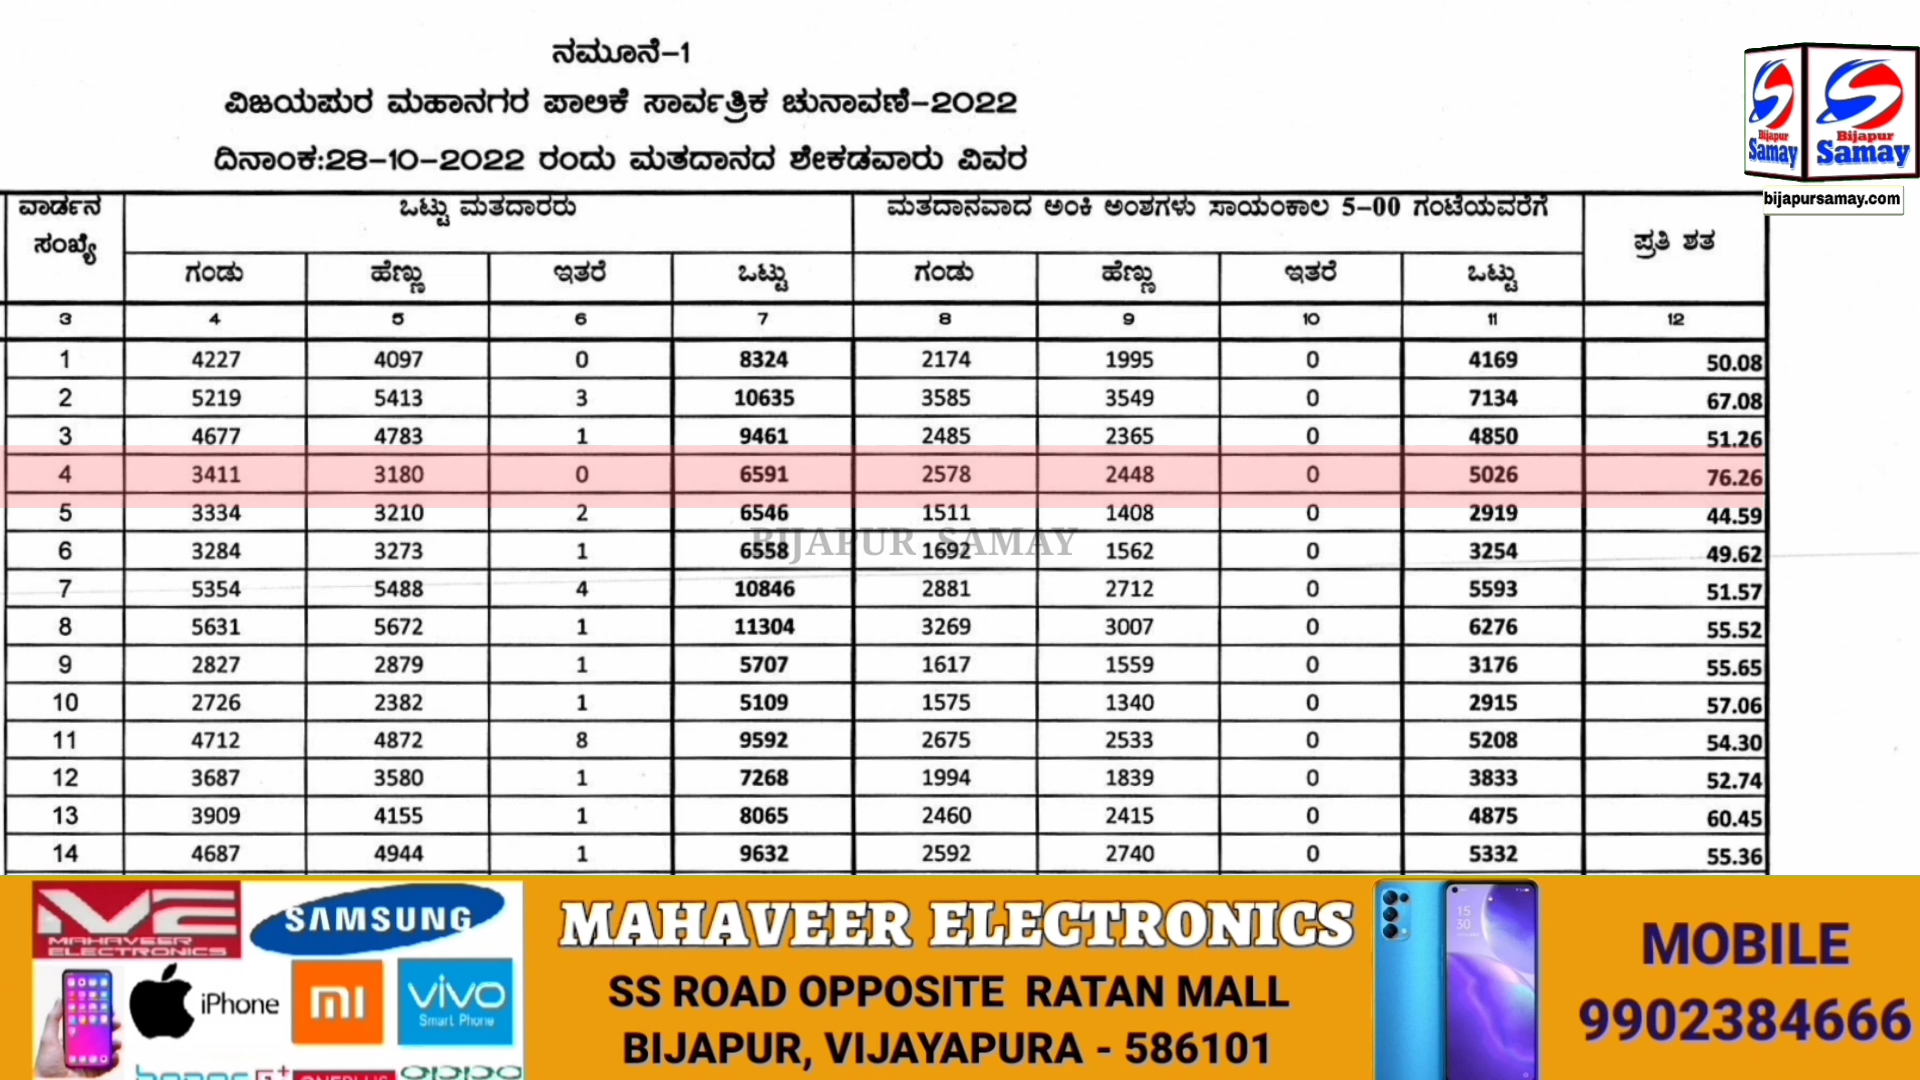 ನಮೂನೆ-1
ವಿಜಯಪುರ ಮಹಾನಗರ ಪಾಲಿಕೆ ಸಾರ್ವತ್ರಿಕ ಚುನಾವಣೆ-2022
ದಿನಾಂಕ:28-10-2022 ರಂದು ಮತದಾನದ ಶೇಕಡವಾರು ವಿವರ
Bijapur Samay
Bijapur Samay
bijapursamay.com
ವಾರ್ಡನ ಸಂಖ್ಯೆ ಒಟ್ಟು ಮತದಾರರು ಮತದಾನವಾದ ಅಂಕಿ ಅಂಶಗಳು ಸಾಯಂಕಾಲ 5-00 ಗಂಟೆಯವರೆಗೆ ಪ್ರತಿ ಶತ
ಗಂಡು ಹೆಣ್ಣು ಇತರೆ ಒಟ್ಟು ಗಂಡು ಹೆಣ್ಣು ಇತರೆ ಒಟ್ಟು
3 4 5 6 7 8 9 10 11 12
1 4227 4097 0 8324 2174 1995 0 4169 50.08
2 5219 5413 3 10635 3585 3549 0 7134 67.08
3 4677 4783 1 9461 2485 2365 0 4850 51.26
4 3411 3180 0 6591 2578 2448 0 5026 76.26
5 3334 3210 2 6546 1511 1408 0 2919 44.59
BIJAPUR SAMAY
6 3284 3273 1 6558 1692 1562 0 3254 49.62
7 5354 5488 4 10846 2881 2712 0 5593 51.57
8 5631 5672 1 11304 3269 3007 0 6276 55.52
9 2827 2879 1 5707 1617 1559 0 3176 55.65
10 2726 2382 1 5109 1575 1340 0 2915 57.06
11 4712 4872 8 9592 2675 2533 0 5208 54.30
12 3687 3580 1 7268 1994 1839 0 3833 52.74
13 3909 4155 1 8065 2460 2415 0 4875 60.45
14 4687 4944 1 9632 2592 2740 0 5332 55.36
MAHAVEER ELECTRONICS
SAMSUNG
iPhone
mi
vivo
Smart Phone
ONEPLUS
oppo
MAHAVEER ELECTRONICS
SS ROAD OPPOSITE RATAN MALL
BIJAPUR, VIJAYAPURA - 586101
15
30
MOBILE
9902384666